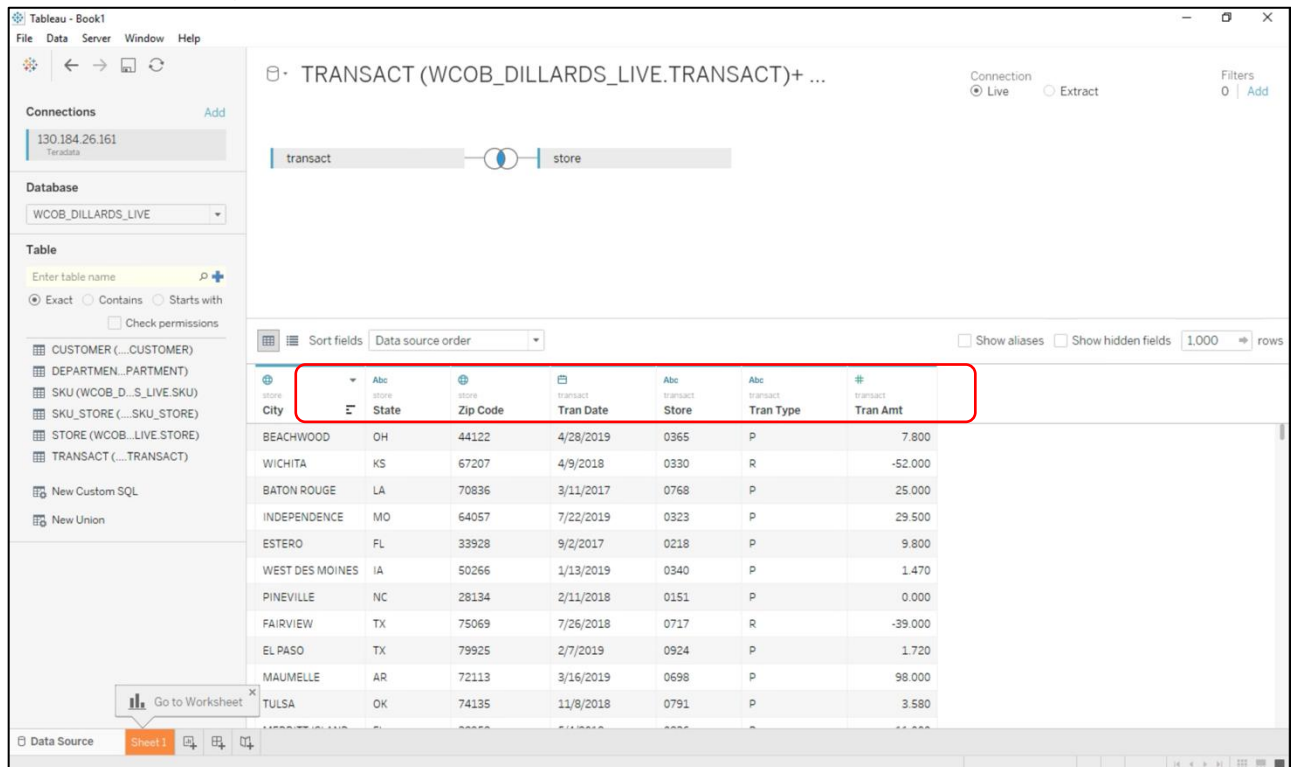 Tableau - Book1
File Data Server Window Help
TRANSACT (WCOB_DILLARDS_LIVE.TRANSACT)+ ...
Connection
Live Extract
Filters
0 Add
Connections Add
130.184.26.161
Teradata
transact store
Database
WCOB_DILLARDS_LIVE
Table
Enter table name
Exact Contains Starts with
Check permissions
CUSTOMER (....CUSTOMER)
DEPARTMEN...PARTMENT)
SKU (WCOB_D...S_LIVE.SKU)
SKU_STORE (....SKU_STORE)
STORE (WCOB...LIVE.STORE)
TRANSACT (....TRANSACT)
New Custom SQL
New Union
Sort fields Data source order Show aliases Show hidden fields 1,000 rows
Abc Abc Abc #
store store store transact transact transact transact
City State Zip Code Tran Date Store Tran Type Tran Amt
BEACHWOOD OH 44122 4/28/2019 0365 P 7.800
WICHITA KS 67207 4/9/2018 0330 R -52.000
BATON ROUGE LA 70836 3/11/2017 0768 P 25.000
INDEPENDENCE MO 64057 7/22/2019 0323 P 29.500
ESTERO FL 33928 9/2/2017 0218 P 9.800
WEST DES MOINES IA 50266 1/13/2019 0340 P 1.470
PINEVILLE NC 28134 2/11/2018 0151 P 0.000
FAIRVIEW TX 75069 7/26/2018 0717 R -39.000
EL PASO TX 79925 2/7/2019 0924 P 1.720
MAUMELLE AR 72113 3/16/2019 0698 P 98.000
TULSA OK 74135 11/8/2018 0791 P 3.580
Go to Worksheet
Data Source Sheet 1